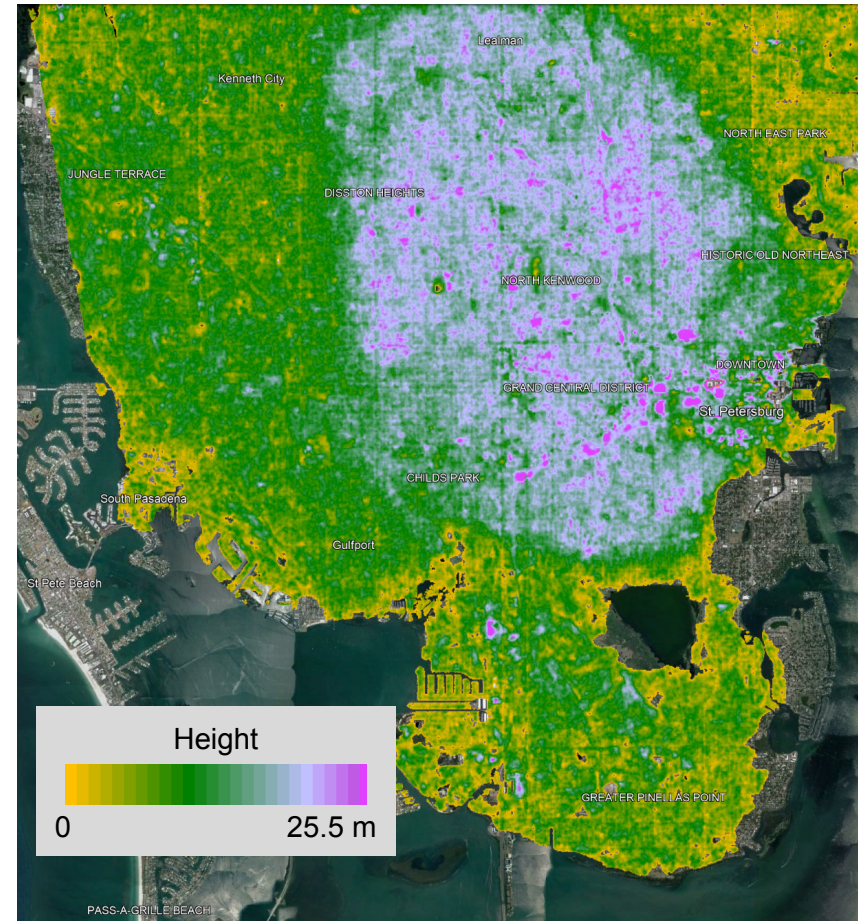 Lealman
Kenneth City
NORTH EAST PARK
JUNGLE TERRACE
DISSTON HEIGHTS
HISTORIC OLD NORTHEAST
NORTH KENWOOD
DOWNTOWN
GRAND CENTRAL DISTRICT
St. Petersburg
CHILDS PARK
South Pasadena
Gulfport
St Pete Beach
Height
0 25.5 m
GREATER PINELLAS POINT
PASS-A-GRILLE BEACH